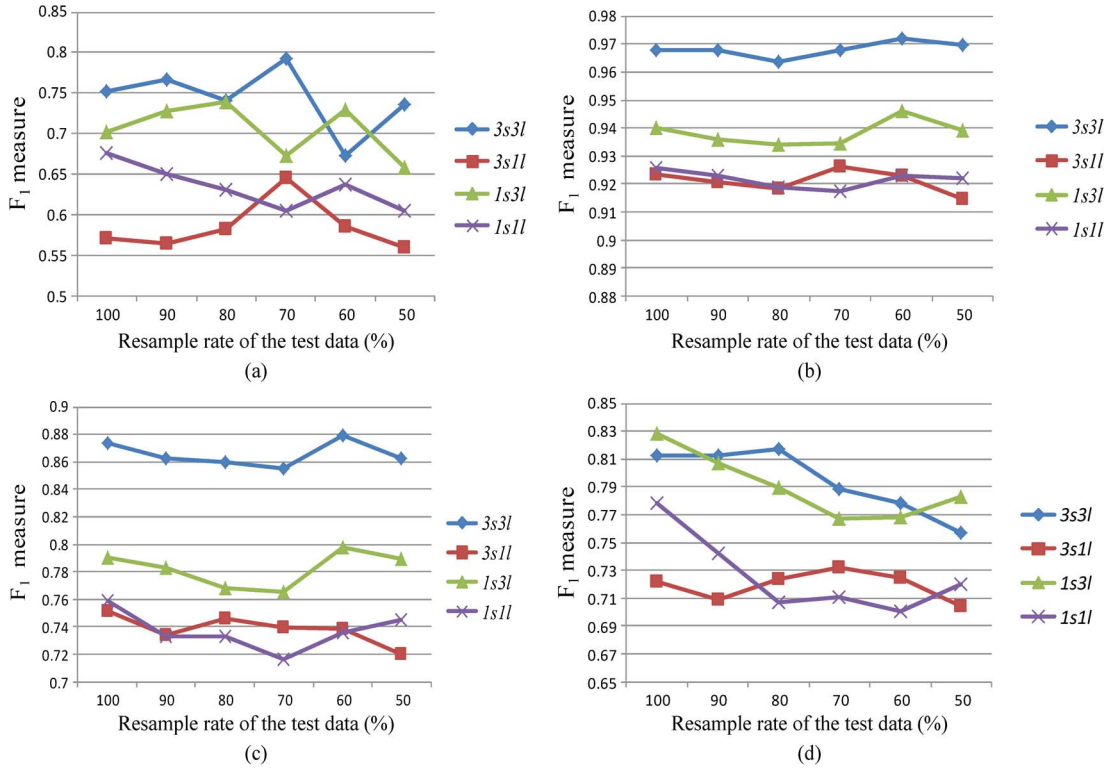 0.85
0.8
0.75
0.7
0.65
0.6
0.55
0.5
F1 measure
100 90 80 70 60 50
Resample rate of the test data (%)
3s3l
3s1l
1s3l
1s1l
(a)
0.98
0.97
0.96
0.95
0.94
0.93
0.92
0.91
0.9
0.89
0.88
F1 measure
100 90 80 70 60 50
Resample rate of the test data (%)
3s3l
3s1l
1s3l
1s1l
(b)
0.9
0.88
0.86
0.84
0.82
0.8
0.78
0.76
0.74
0.72
0.7
F1 measure
100 90 80 70 60 50
Resample rate of the test data (%)
3s3l
3s1l
1s3l
1s1l
(c)
0.85
0.83
0.81
0.79
0.77
0.75
0.73
0.71
0.69
0.67
0.65
F1 measure
100 90 80 70 60 50
Resample rate of the test data (%)
3s3l
3s1l
1s3l
1s1l
(d)